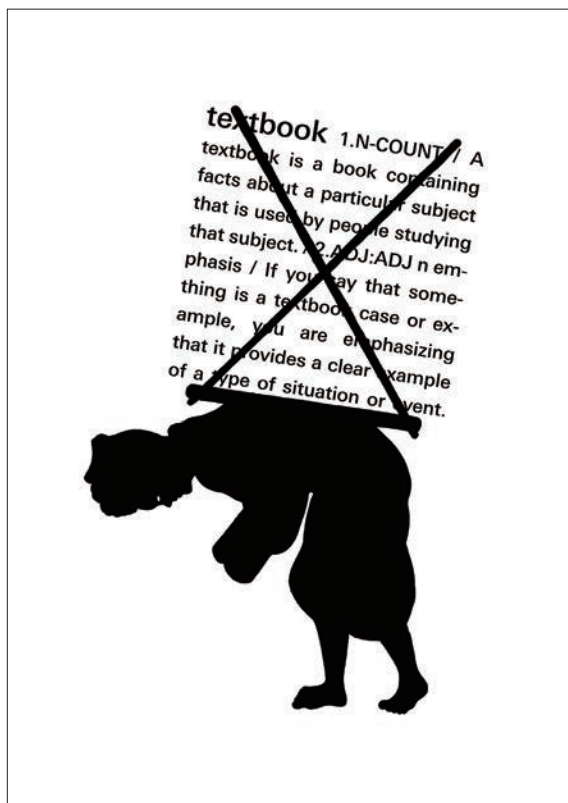 textbook 1.N-COUNT / A
textbook is a book containing
facts about a particular subject
that is used by people studying
that subject. / 2.ADJ:ADJ n em-
phasis / If you say that some-
thing is a textbook case or ex-
ample, you are emphasizing
that it provides a clear example
of a type of situation or event.